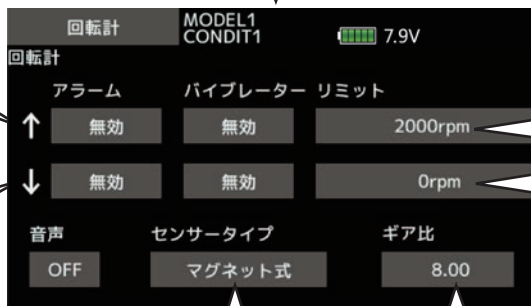 回転計
MODEL1
CONDIT1
7.9V
回転計
アラーム バイブレーター リミット
↑ 無効 無効 2000rpm
↓ 無効 無効 0rpm
音声 センサータイプ ギア比
OFF マグネット式 8.00